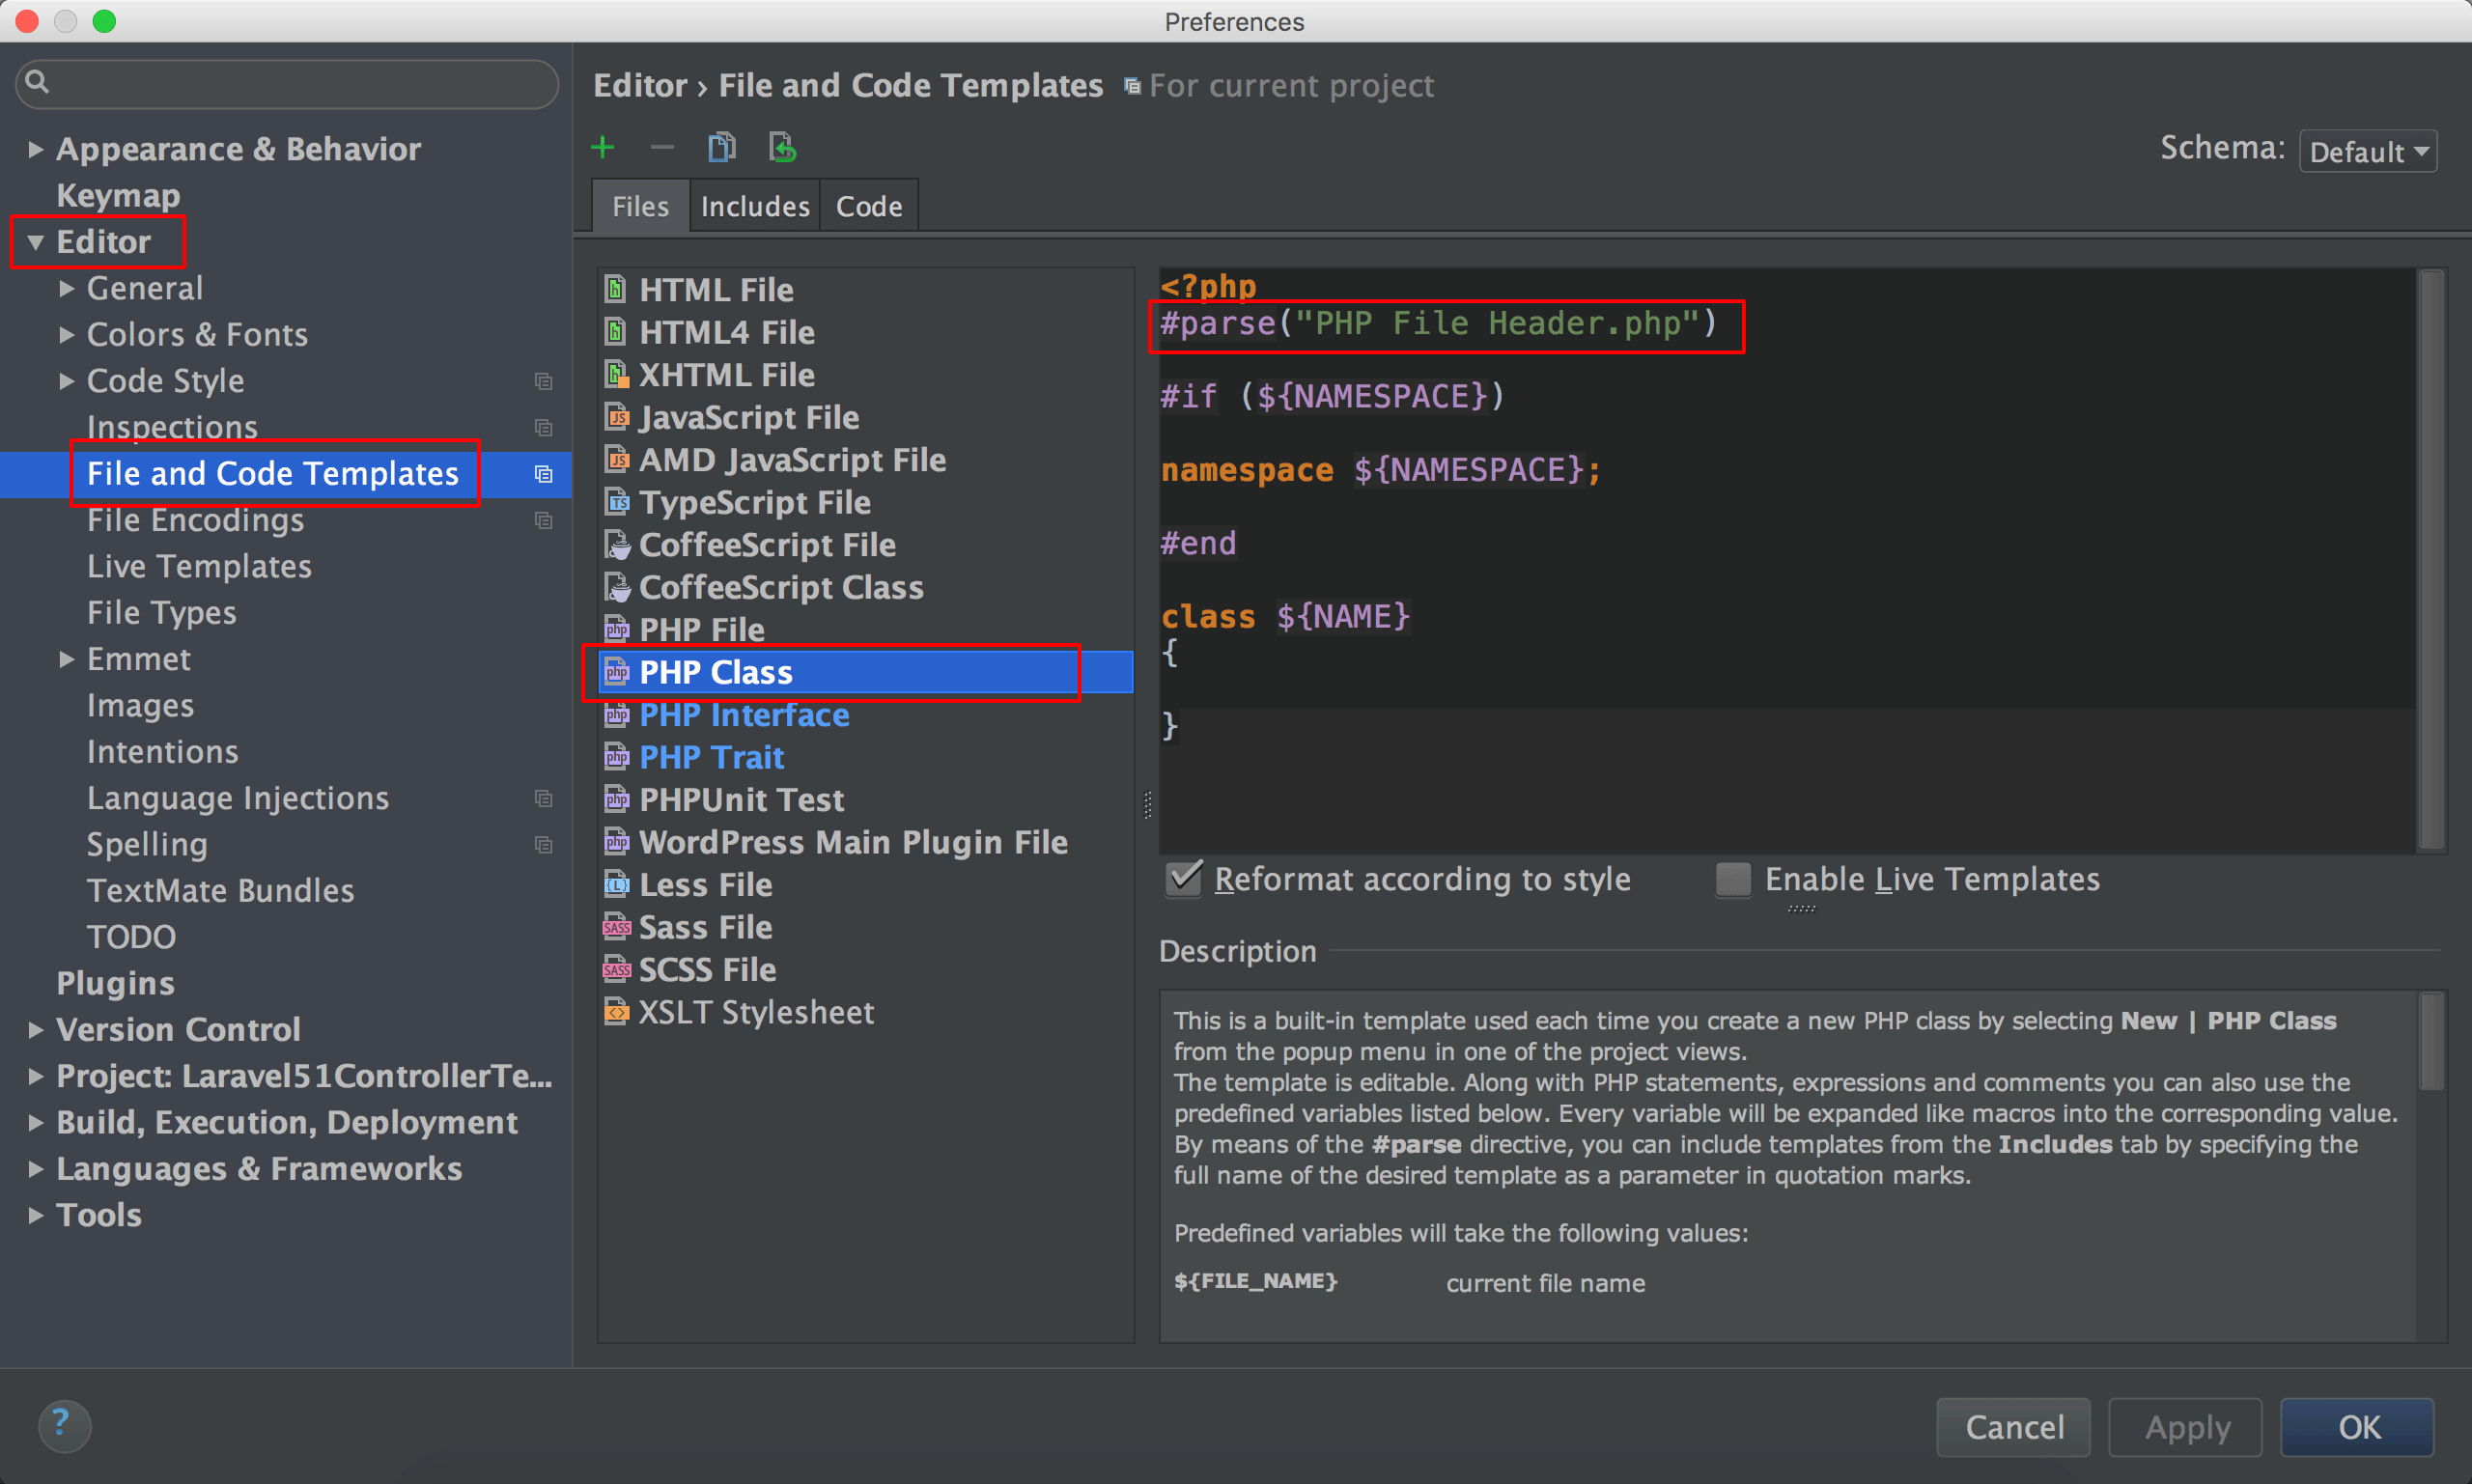 Preferences
Appearance & Behavior
Keymap
Editor
General
Colors & Fonts
Code Style
Inspections
File and Code Templates
File Encodings
Live Templates
File Types
Emmet
Images
Intentions
Language Injections
Spelling
TextMate Bundles
TODO
Plugins
Version Control
Project: Laravel51ControllerTe...
Build, Execution, Deployment
Languages & Frameworks
Tools
?
Editor › File and Code Templates For current project
Schema: Default
Files Includes Code
HTML File
HTML4 File
XHTML File
JavaScript File
AMD JavaScript File
TypeScript File
CoffeeScript File
CoffeeScript Class
PHP File
PHP Class
PHP Interface
PHP Trait
PHPUnit Test
WordPress Main Plugin File
Less File
Sass File
SCSS File
XSLT Stylesheet
<?php
#parse("PHP File Header.php")
#if (${NAMESPACE})
namespace ${NAMESPACE};
#end
class ${NAME}
{
}
Reformat according to style Enable Live Templates
Description
This is a built-in template used each time you create a new PHP class by selecting New | PHP Class
from the popup menu in one of the project views.
The template is editable. Along with PHP statements, expressions and comments you can also use the
predefined variables listed below. Every variable will be expanded like macros into the corresponding value.
By means of the #parse directive, you can include templates from the Includes tab by specifying the
full name of the desired template as a parameter in quotation marks.
Predefined variables will take the following values:
${FILE_NAME} current file name
Cancel Apply OK